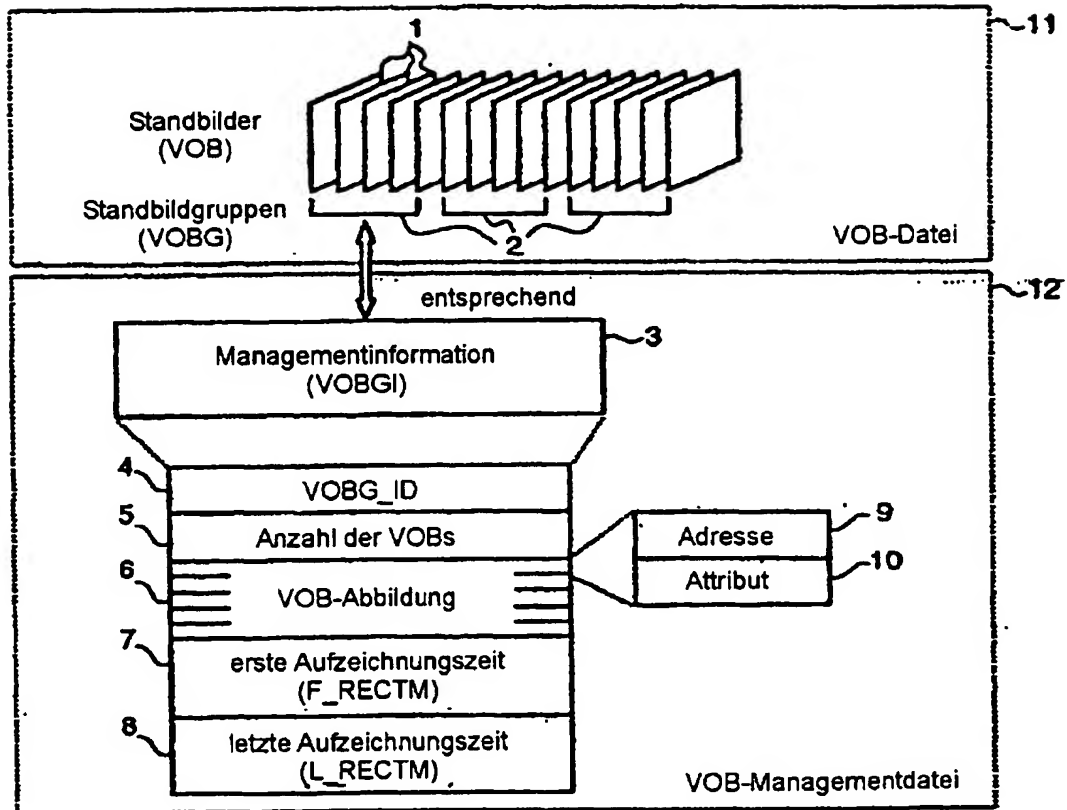 1
11
Standbilder
(VOB)
Standbildgruppen
(VOBG)
2
VOB-Datei
12
entsprechend
3
Managementinformation
(VOBGI)
4
VOBG_ID
5
Anzahl der VOBs
9
Adresse
6
VOB-Abbildung
10
Attribut
7
erste Aufzeichnungszeit
(F_RECTM)
8
letzte Aufzeichnungszeit
(L_RECTM)
VOB-Managementdatei